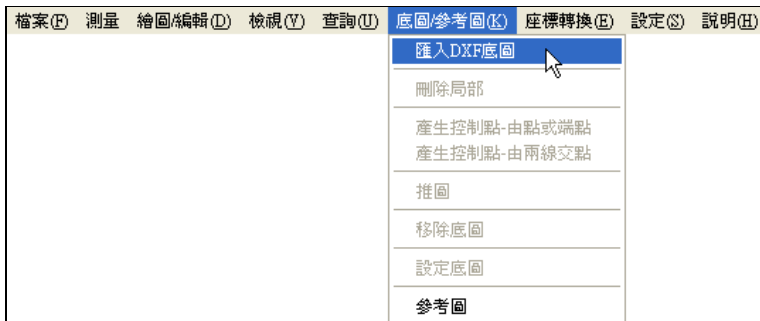 檔案(F) 測量 繪圖/編輯(D) 檢視(V) 查詢(U) 底圖/參考圖(K) 座標轉換(E) 設定(S) 說明(H)
匯入DXF底圖
刪除局部
產生控制點-由點或端點
產生控制點-由兩線交點
推圖
移除底圖
設定底圖
參考圖